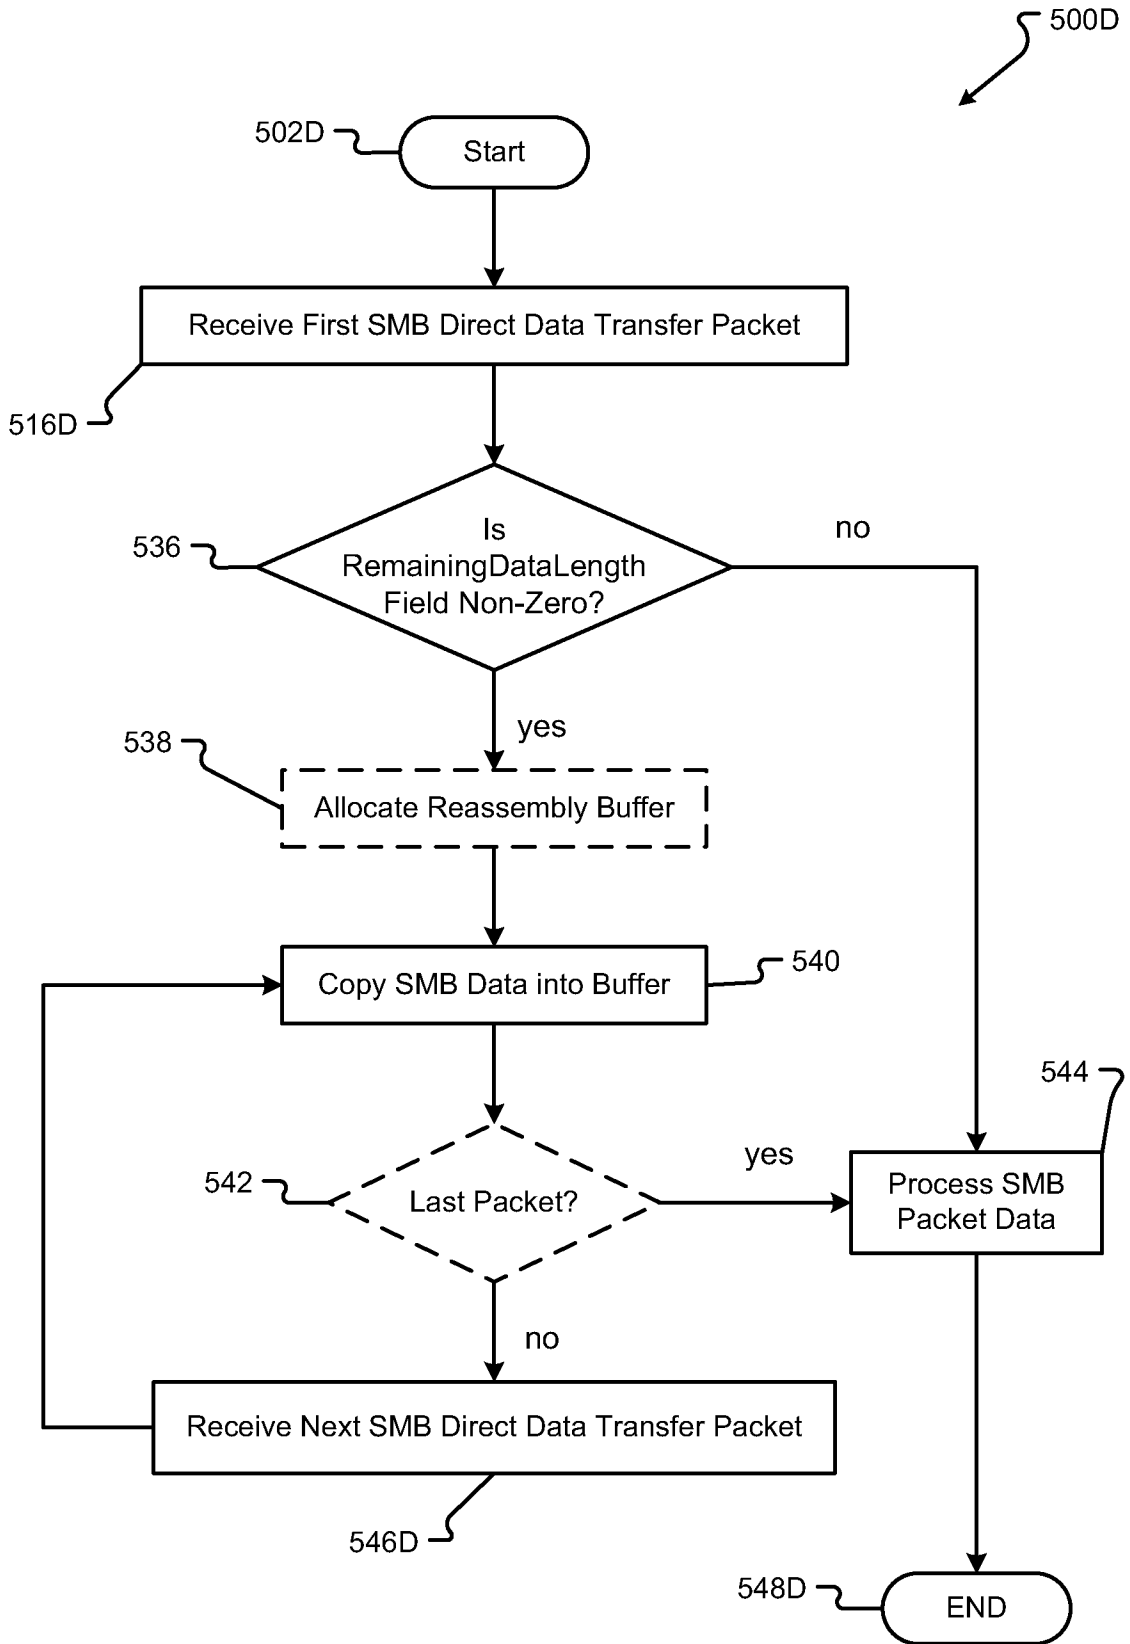 500D
502D
Start
Receive First SMB Direct Data Transfer Packet
516D
536
Is
RemainingDataLength
Field Non-Zero?
no
yes
538
Allocate Reassembly Buffer
540
Copy SMB Data into Buffer
544
542
Last Packet?
yes
Process SMB
Packet Data
no
Receive Next SMB Direct Data Transfer Packet
546D
548D
END